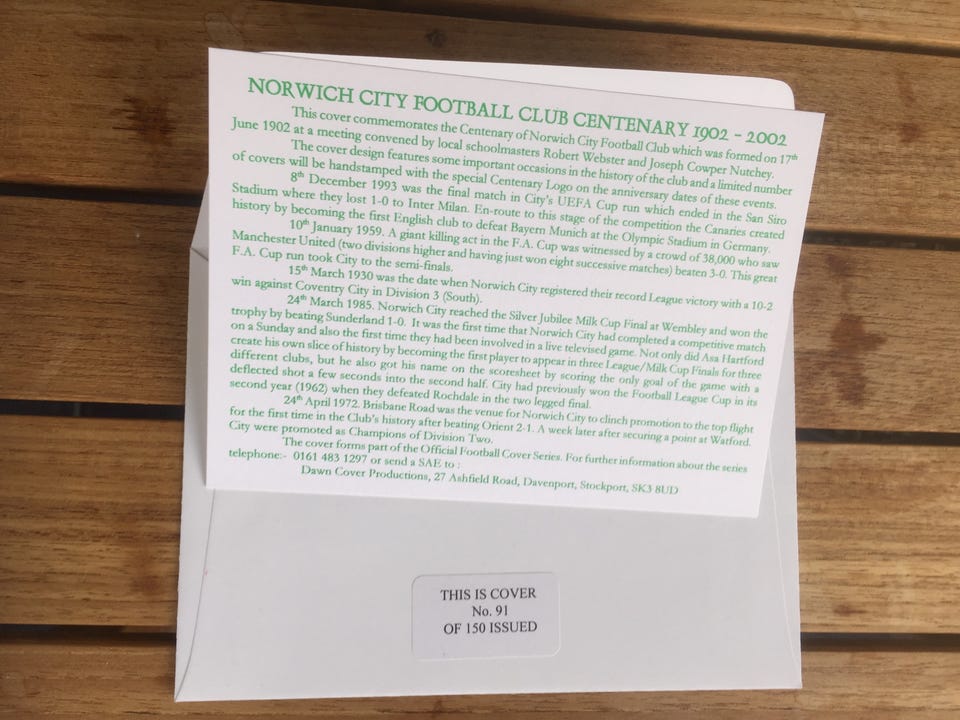 NORWICH CITY FOOTBALL CLUB CENTENARY 1902 - 2002
This cover commemorates the Centenary of Norwich City Football Club which was formed on 17th
June 1902 at a meeting convened by local schoolmasters Robert Webster and Joseph Cowper Nutchey.
The cover design features some important occasions in the history of the club and a limited number
of covers will be handstamped with the special Centenary Logo on the anniversary dates of these events.
8th December 1993 was the final match in City's UEFA Cup run which ended in the San Siro
Stadium where they lost 1-0 to Inter Milan. En-route to this stage of the competition the Canaries created
history by becoming the first English club to defeat Bayern Munich at the Olympic Stadium in Germany.
10th January 1959. A giant killing act in the F.A. Cup was witnessed by a crowd of 38,000 who saw
Manchester United (two divisions higher and having just won eight successive matches) beaten 3-0. This great
F.A. Cup run took City to the semi-finals.
15th March 1930 was the date when Norwich City registered their record League victory with a 10-2
win against Coventry City in Division 3 (South).
24th March 1985. Norwich City reached the Silver Jubilee Milk Cup Final at Wembley and won the
trophy by beating Sunderland 1-0. It was the first time that Norwich City had completed a competitive match
on a Sunday and also the first time they had been involved in a live televised game. Not only did Asa Hartford
create his own slice of history by becoming the first player to appear in three League/Milk Cup Finals for three
different clubs, but he also got his name on the scoresheet by scoring the only goal of the game with a
deflected shot a few seconds into the second half. City had previously won the Football League Cup in its
second year (1962) when they defeated Rochdale in the two legged final.
24th April 1972. Brisbane Road was the venue for Norwich City to clinch promotion to the top flight
for the first time in the Club's history after beating Orient 2-1. A week later after securing a point at Watford.
City were promoted as Champions of Division Two.
The cover forms part of the Official Football Cover Series. For further information about the series
telephone:- 0161 483 1297 or send a SAE to :
Dawn Cover Productions, 27 Ashfield Road, Davenport, Stockport, SK3 8UD
THIS IS COVER
No. 91
OF 150 ISSUED